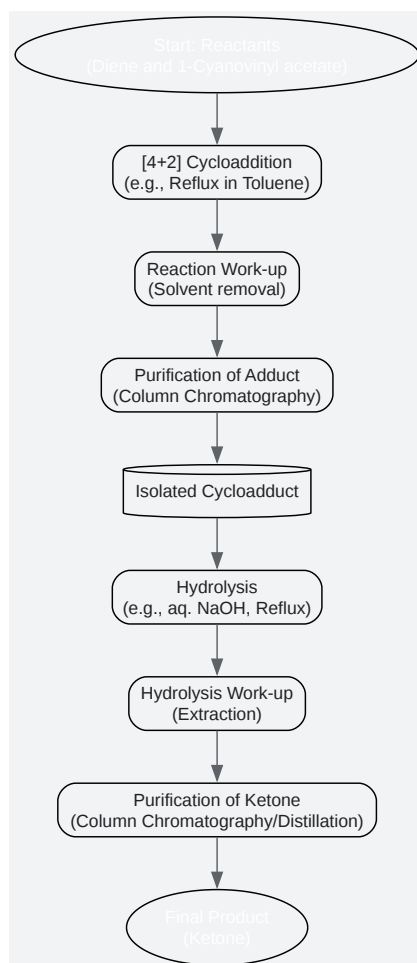 Start: Reactants
(Diene and 1-Cyanovinyl acetate)
[4+2] Cycloaddition
(e.g., Reflux in Toluene)
Reaction Work-up
(Solvent removal)
Purification of Adduct
(Column Chromatography)
Isolated Cycloadduct
Hydrolysis
(e.g., aq. NaOH, Reflux)
Hydrolysis Work-up
(Extraction)
Purification of Ketone
(Column Chromatography/Distillation)
Final Product
(Ketone)